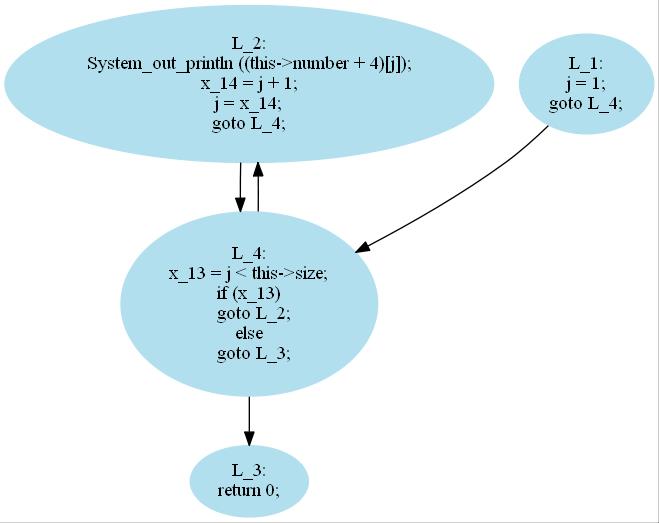 L_2:
System_out_println ((this->number + 4)[j]);
x_14 = j + 1;
j = x_14;
goto L_4;
L_1:
j = 1;
goto L_4;
L_4:
x_13 = j < this->size;
if (x_13)
goto L_2;
else
goto L_3;
L_3:
return 0;